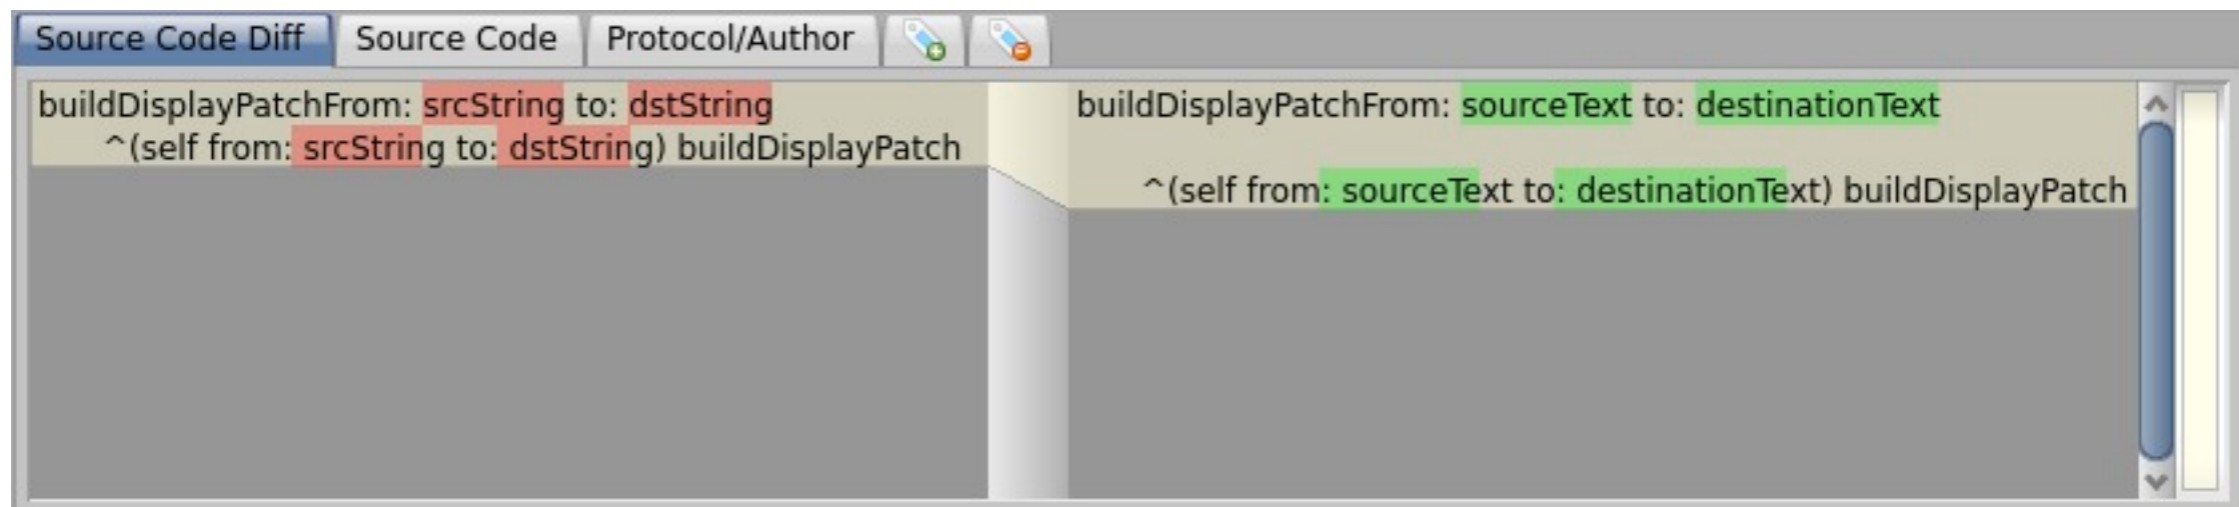 Source Code Diff Source Code Protocol/Author
buildDisplayPatchFrom: srcString to: dstString
^(self from: srcString to: dstString) buildDisplayPatch
buildDisplayPatchFrom: sourceText to: destinationText
^(self from: sourceText to: destinationText) buildDisplayPatch